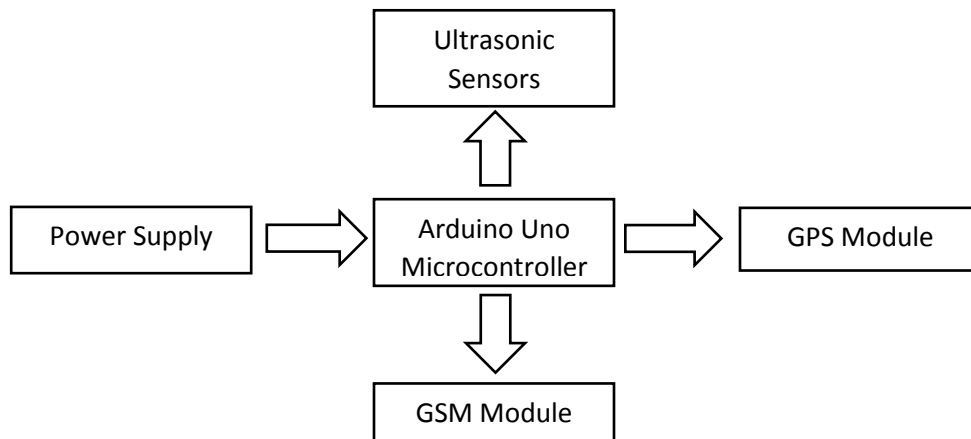 Ultrasonic
Sensors
Power Supply
Arduino Uno
Microcontroller
GPS Module
GSM Module